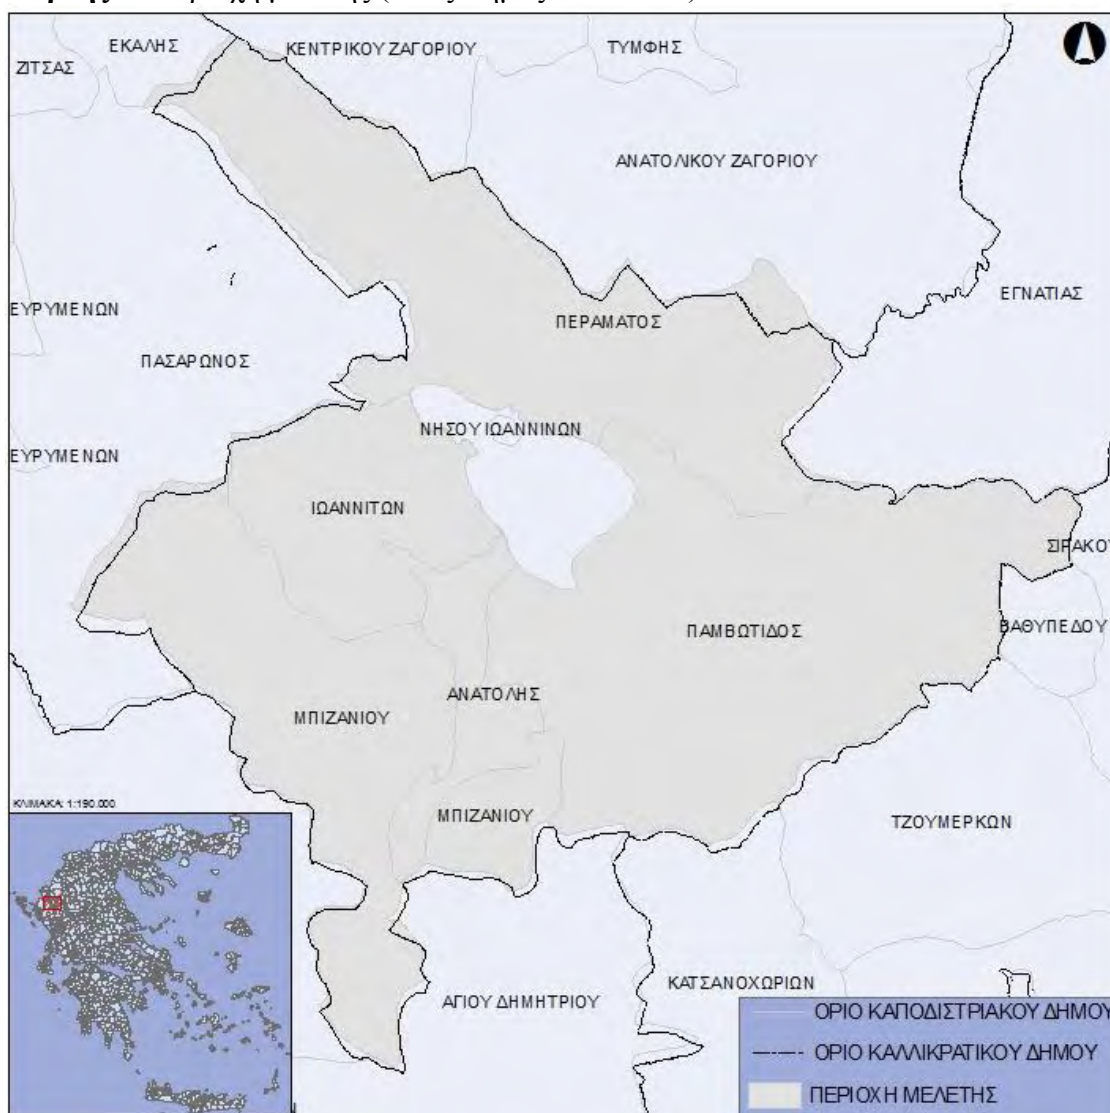 ΕΚΑΛΗΣ
ΚΕΝΤΡΙΚΟΥ ΖΑΓΟΡΙΟΥ
ΤΥΜΦΗΣ
ΖΙΤΣΑΣ
ΑΝΑΤΟΛΙΚΟΥ ΖΑΓΟΡΙΟΥ
ΕΓΝΑΤΙΑΣ
ΕΥΡΥΜΕΝΩΝ
ΠΕΡΑΜΑΤΟΣ
ΠΑΣΑΡΩΝΟΣ
ΝΗΣΟΥ ΙΩΑΝΝΙΝΩΝ
ΕΥΡΥΜΕΝΩΝ
ΙΩΑΝΝΙΤΩΝ
ΣΙΡΑΚΟΥ
ΒΑΘΥΠΕΔΟΥ
ΠΑΜΒΩΤΙΔΟΣ
ΑΝΑΤΟΛΗΣ
ΜΠΙΖΑΝΙΟΥ
ΚΛΙΜΑΚΑ: 1:190.000
ΜΠΙΖΑΝΙΟΥ
ΤΖΟΥΜΕΡΚΩΝ
ΑΓΙΟΥ ΔΗΜΗΤΡΙΟΥ
ΚΑΤΣΑΝΟΧΩΡΙΩΝ
ΟΡΙΟ ΚΑΠΟΔΙΣΤΡΙΑΚΟΥ ΔΗΜΟΥ
ΟΡΙΟ ΚΑΛΛΙΚΡΑΤΙΚΟΥ ΔΗΜΟΥ
ΠΕΡΙΟΧΗ ΜΕΛΕΤΗΣ